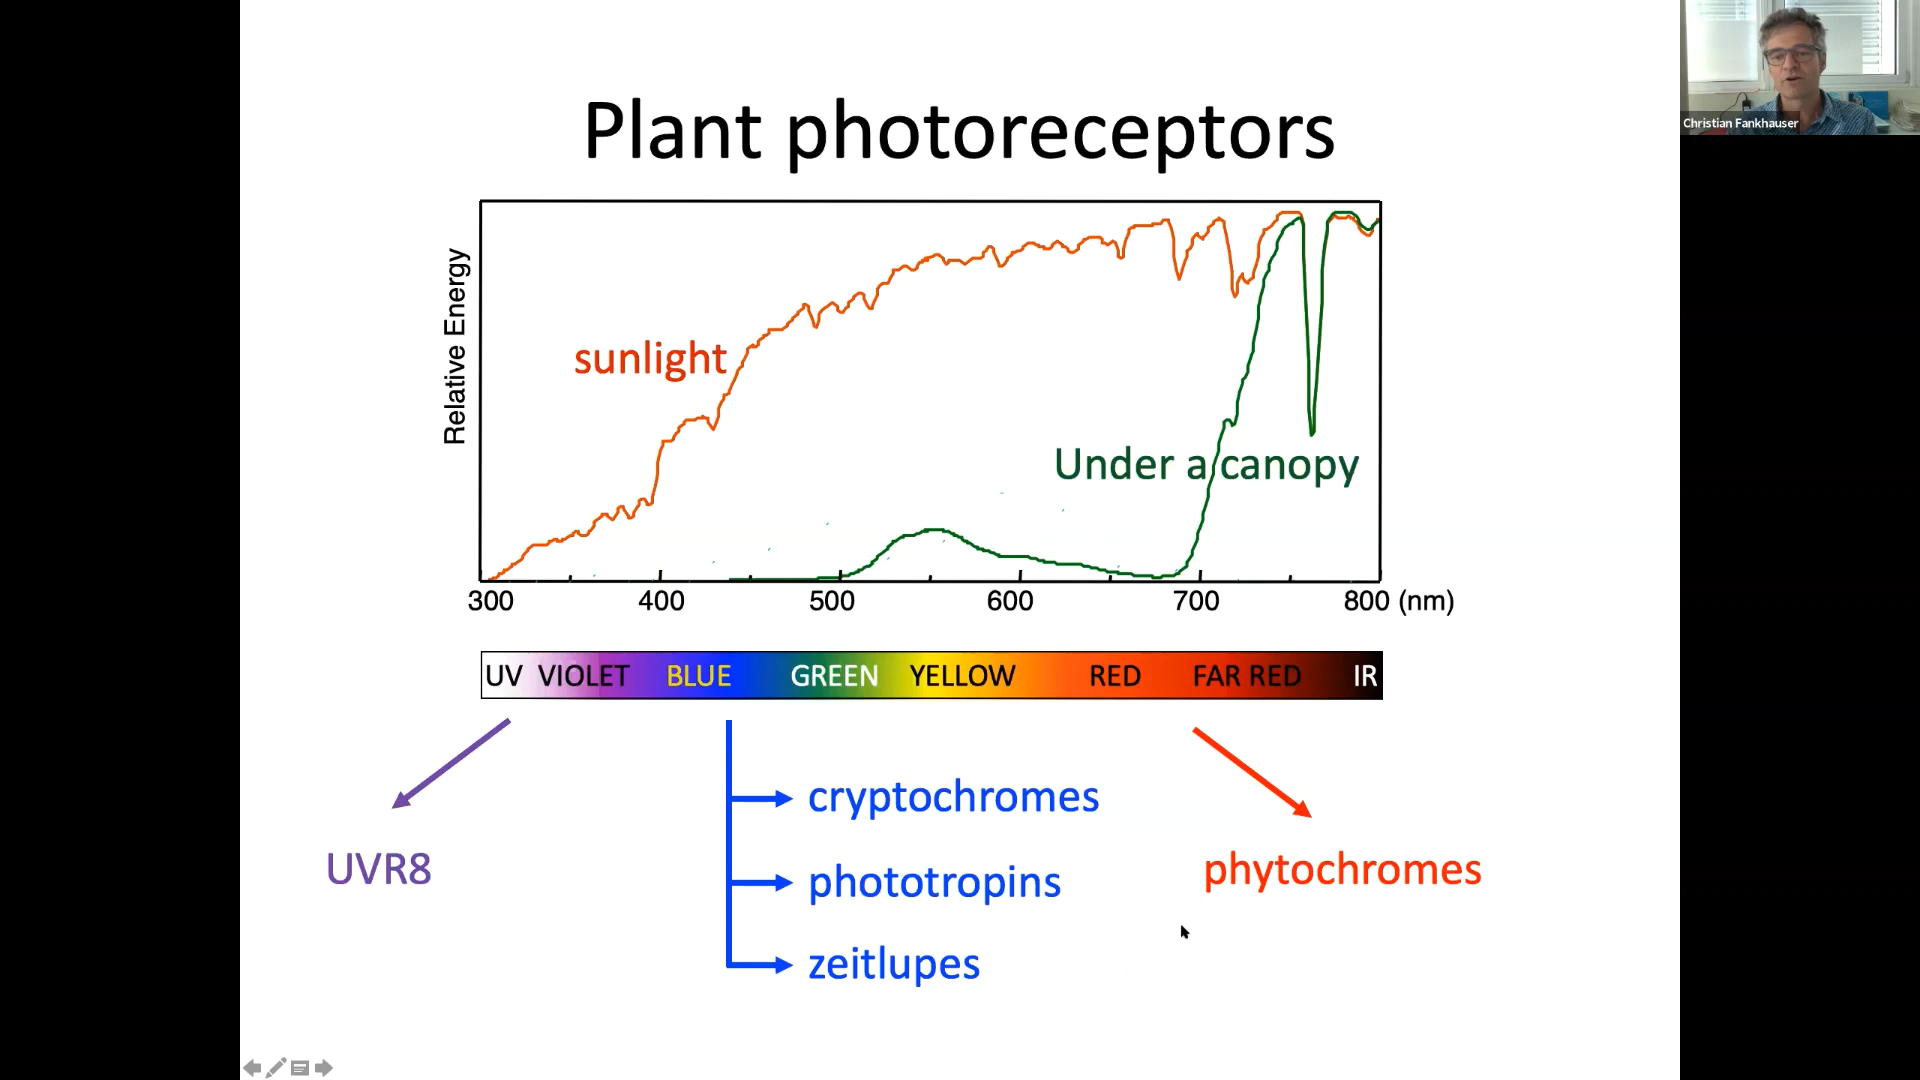 Christian Fankhauser
Plant photoreceptors
Relative Energy
sunlight
Under a canopy
300 400 500 600 700 800 (nm)
UV VIOLET BLUE GREEN YELLOW RED FAR RED IR
cryptochromes
UVR8
phototropins
phytochromes
zeitlupes